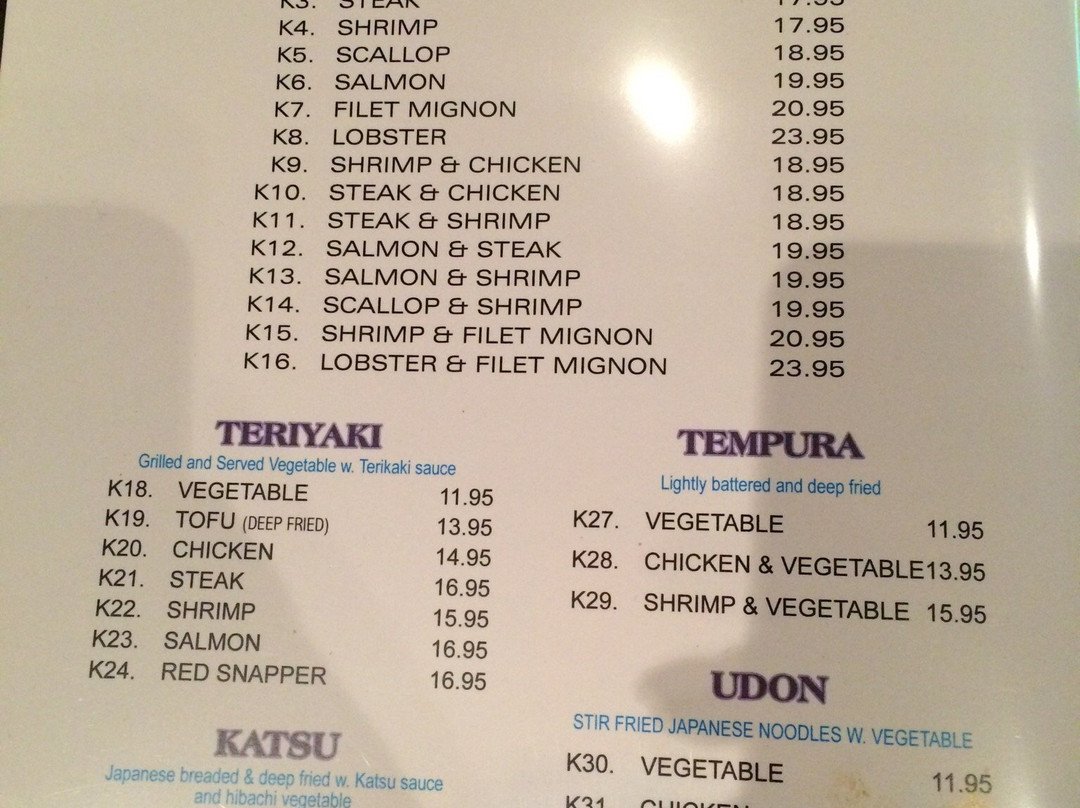 K3. STEAK 17.95
K4. SHRIMP 17.95
K5. SCALLOP 18.95
K6. SALMON 19.95
K7. FILET MIGNON 20.95
K8. LOBSTER 23.95
K9. SHRIMP & CHICKEN 18.95
K10. STEAK & CHICKEN 18.95
K11. STEAK & SHRIMP 18.95
K12. SALMON & STEAK 19.95
K13. SALMON & SHRIMP 19.95
K14. SCALLOP & SHRIMP 19.95
K15. SHRIMP & FILET MIGNON 20.95
K16. LOBSTER & FILET MIGNON 23.95
TERIYAKI
Grilled and Served Vegetable w. Terikaki sauce
K18. VEGETABLE 11.95
K19. TOFU (DEEP FRIED) 13.95
K20. CHICKEN 14.95
K21. STEAK 16.95
K22. SHRIMP 15.95
K23. SALMON 16.95
K24. RED SNAPPER 16.95
KATSU
Japanese breaded & deep fried w. Katsu sauce
and hibachi vegetable
TEMPURA
Lightly battered and deep fried
K27. VEGETABLE 11.95
K28. CHICKEN & VEGETABLE 13.95
K29. SHRIMP & VEGETABLE 15.95
UDON
STIR FRIED JAPANESE NOODLES W. VEGETABLE
K30. VEGETABLE 11.95
K31. CHICKEN